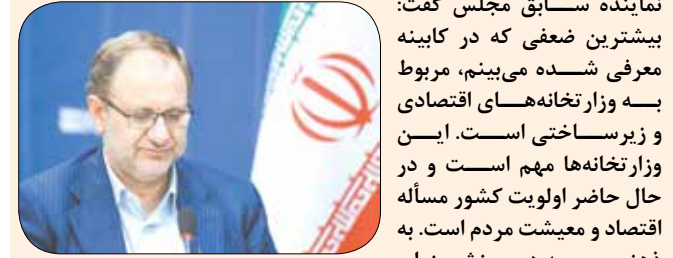 نماینده سابق مجلس گفت:
بیشترین ضعفی که در کابینه
معرفی شده می‌بینم، مربوط
به وزارتخانه‌های اقتصادی
و زیرساختی است. این
وزارتخانه‌ها مهم است و در
حال حاضر اولویت کشور مسأله
اقتصاد و معیشت مردم است. به